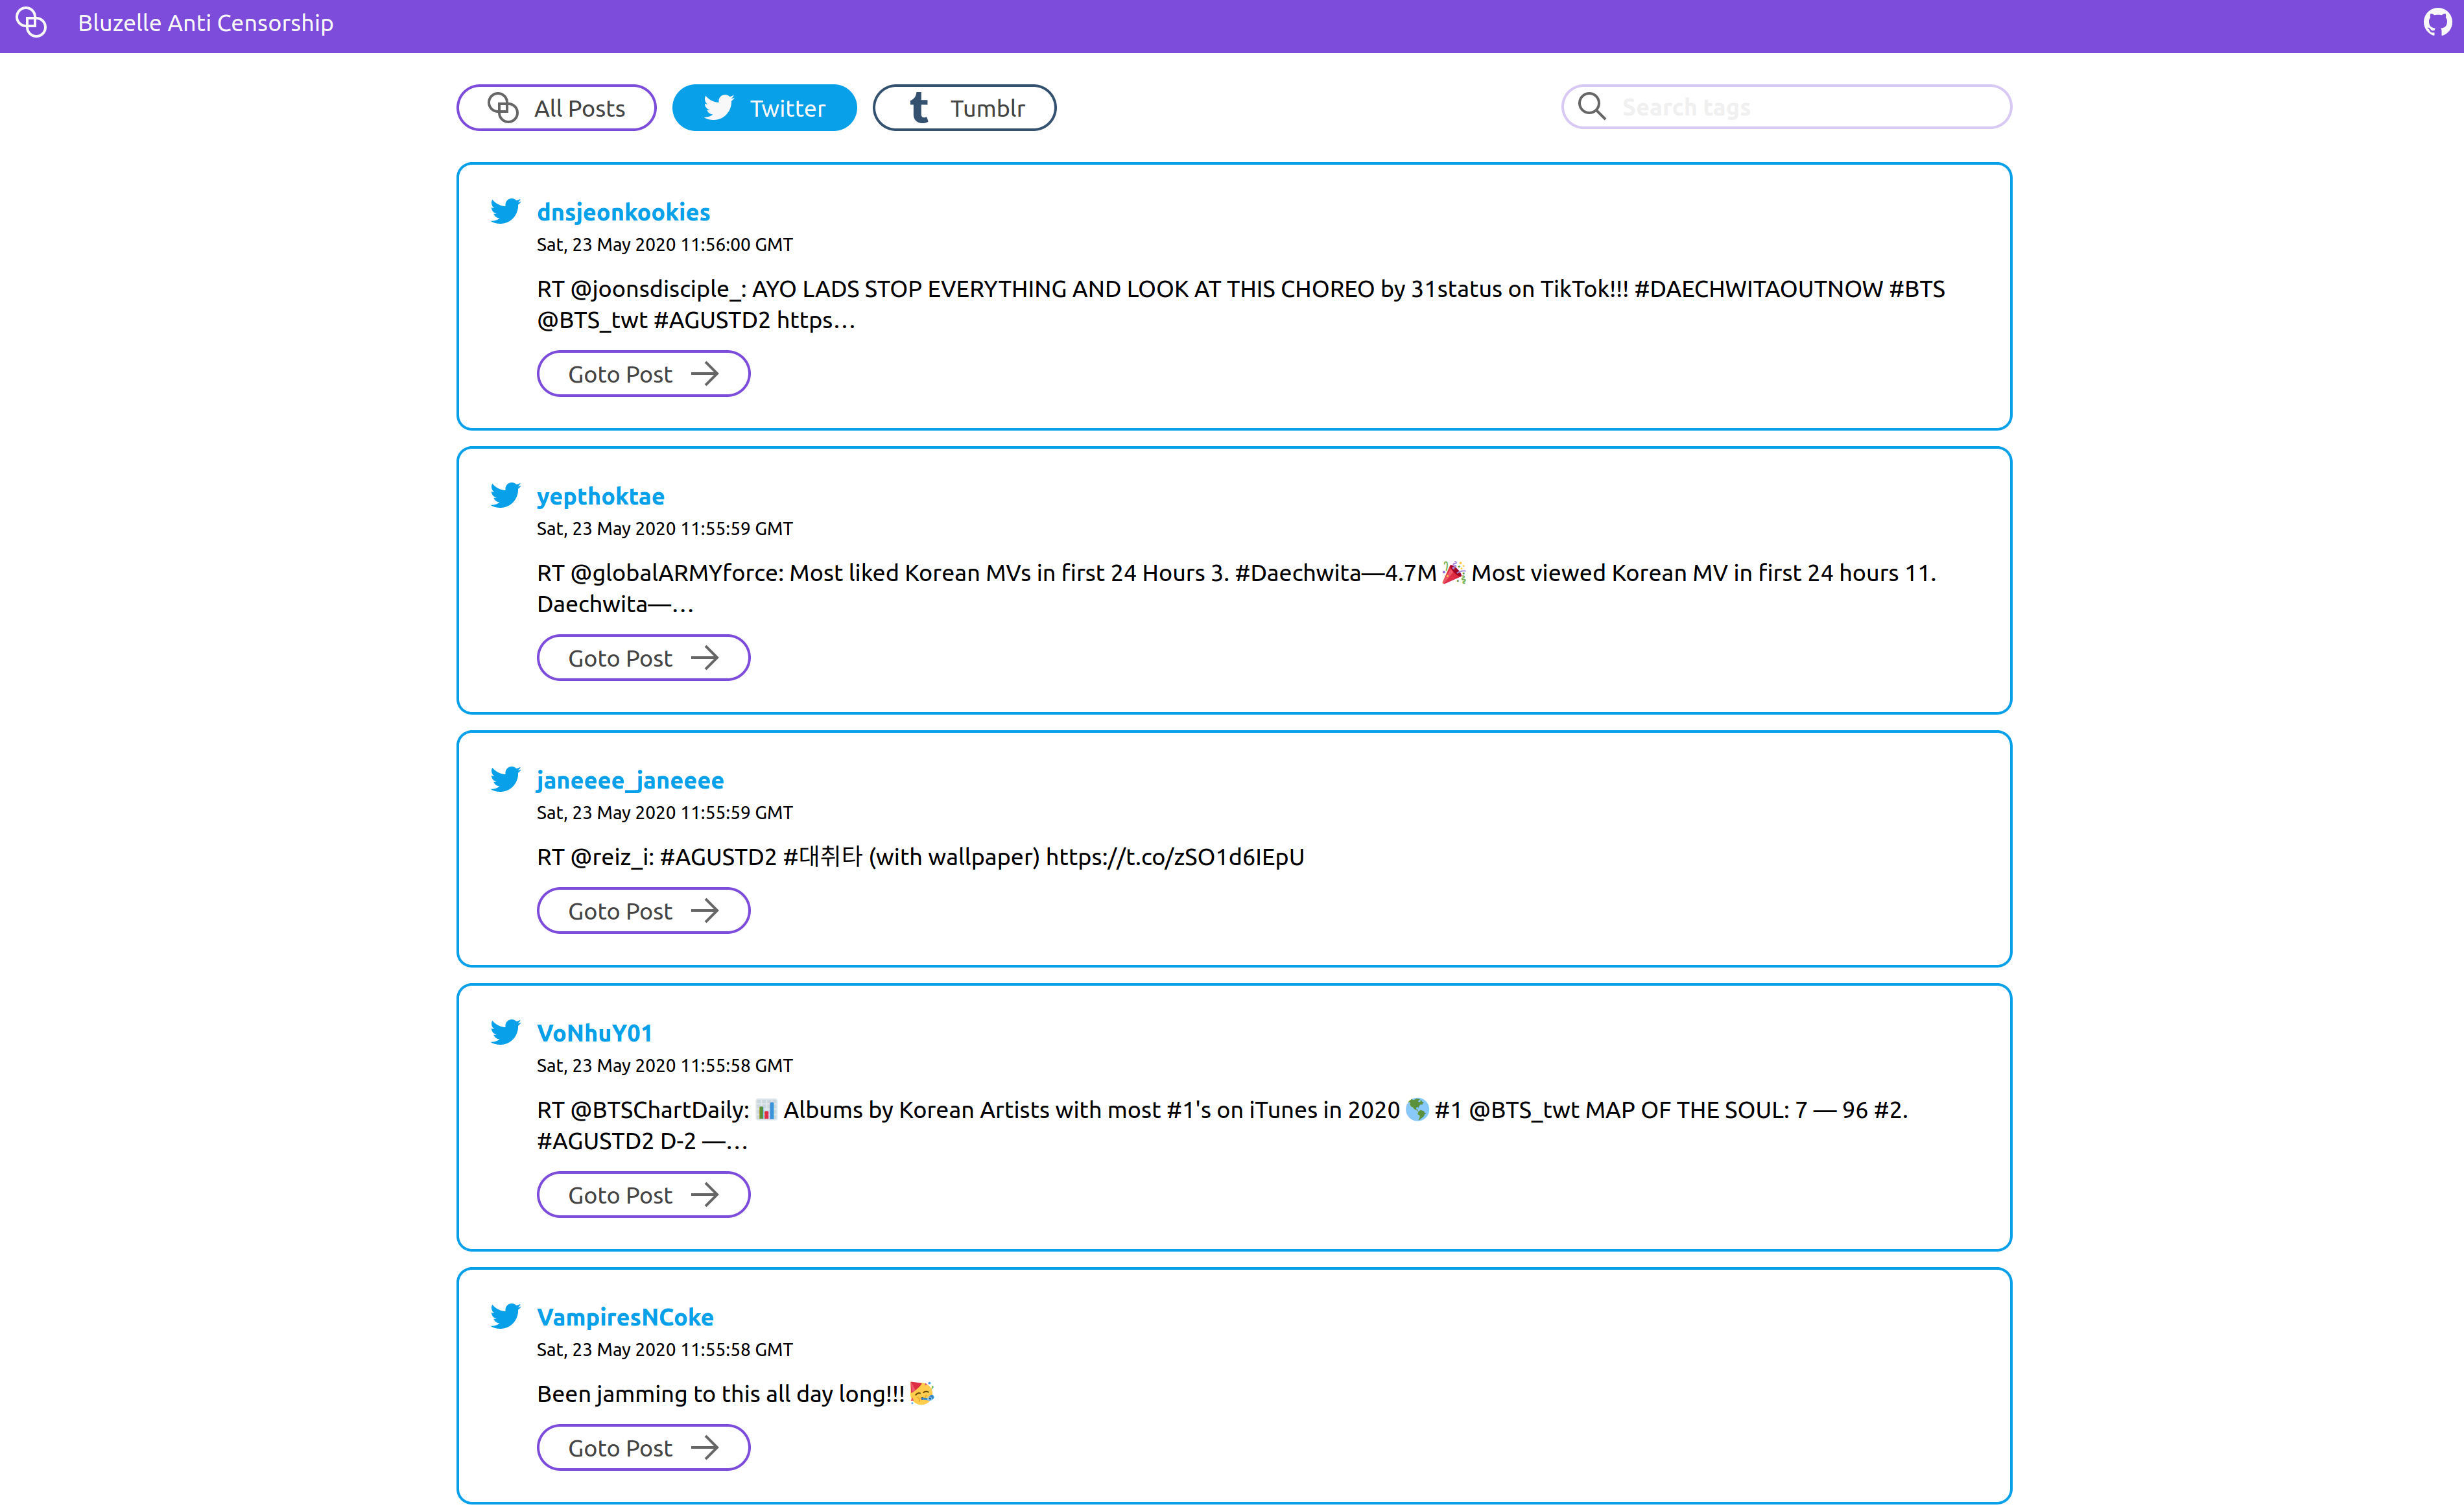 Bluzelle Anti Censorship
All Posts
Twitter
Tumblr
Search tags
dnsjeonkookies
Sat, 23 May 2020 11:56:00 GMT
RT @joonsdisciple_: AYO LADS STOP EVERYTHING AND LOOK AT THIS CHOREO by 31status on TikTok!!! #DAECHWITAOUTNOW #BTS
@BTS_twt #AGUSTD2 https…
Goto Post
yepthoktae
Sat, 23 May 2020 11:55:59 GMT
RT @globalARMYforce: Most liked Korean MVs in first 24 Hours 3. #Daechwita—4.7M 🎉 Most viewed Korean MV in first 24 hours 11.
Daechwita—…
Goto Post
janeeee_janeeee
Sat, 23 May 2020 11:55:59 GMT
RT @reiz_i: #AGUSTD2 #대취타 (with wallpaper) https://t.co/zSO1d6IEpU
Goto Post
VoNhuY01
Sat, 23 May 2020 11:55:58 GMT
RT @BTSChartDaily: 📊 Albums by Korean Artists with most #1's on iTunes in 2020 🌎 #1 @BTS_twt MAP OF THE SOUL: 7 — 96 #2.
#AGUSTD2 D-2 —…
Goto Post
VampiresNCoke
Sat, 23 May 2020 11:55:58 GMT
Been jamming to this all day long!!! 🥳
Goto Post